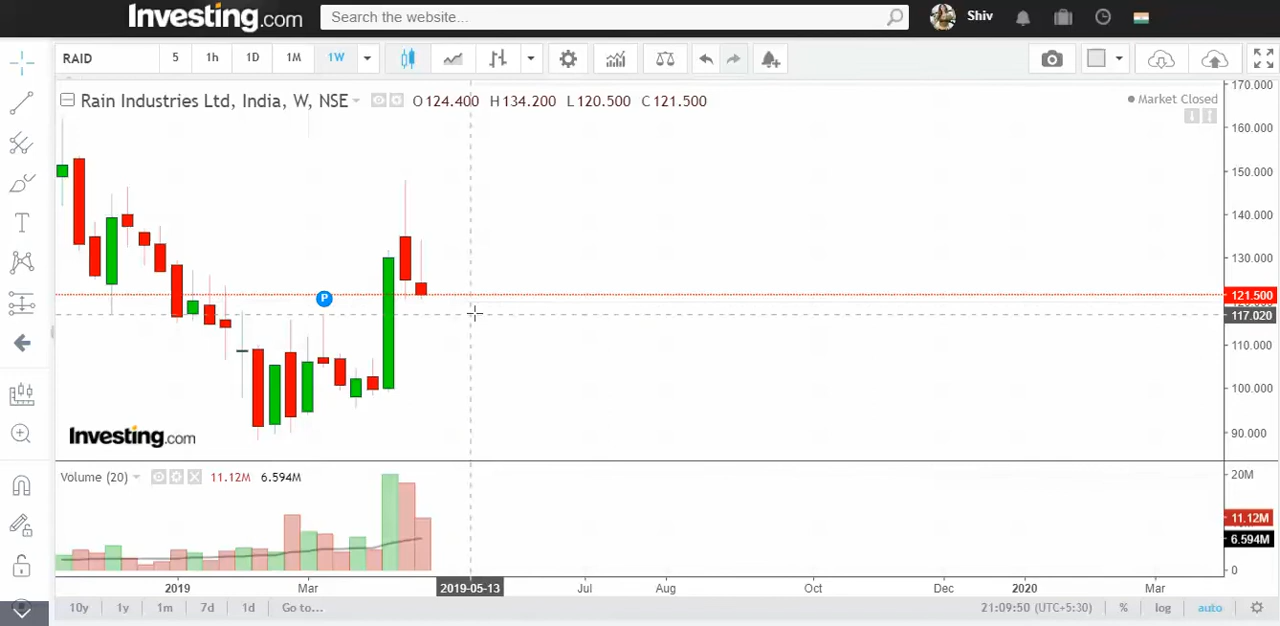 Investing.com
Search the website...
Shiv
RAID 5 1h 1D 1M 1W
Rain Industries Ltd, India, W, NSE O 124.400 H 134.200 L 120.500 C 121.500
Market Closed
170.000
160.000
150.000
140.000
130.000
121.500
117.020
110.000
100.000
90.000
P
T
Investing.com
Volume (20) 11.12M 6.594M
20M
11.12M
6.594M
0
2019 Mar 2019-05-13 Jul Aug Oct Dec 2020 Mar
10y 1y 1m 7d 1d Go to... 21:09:50 (UTC+5:30) % log auto